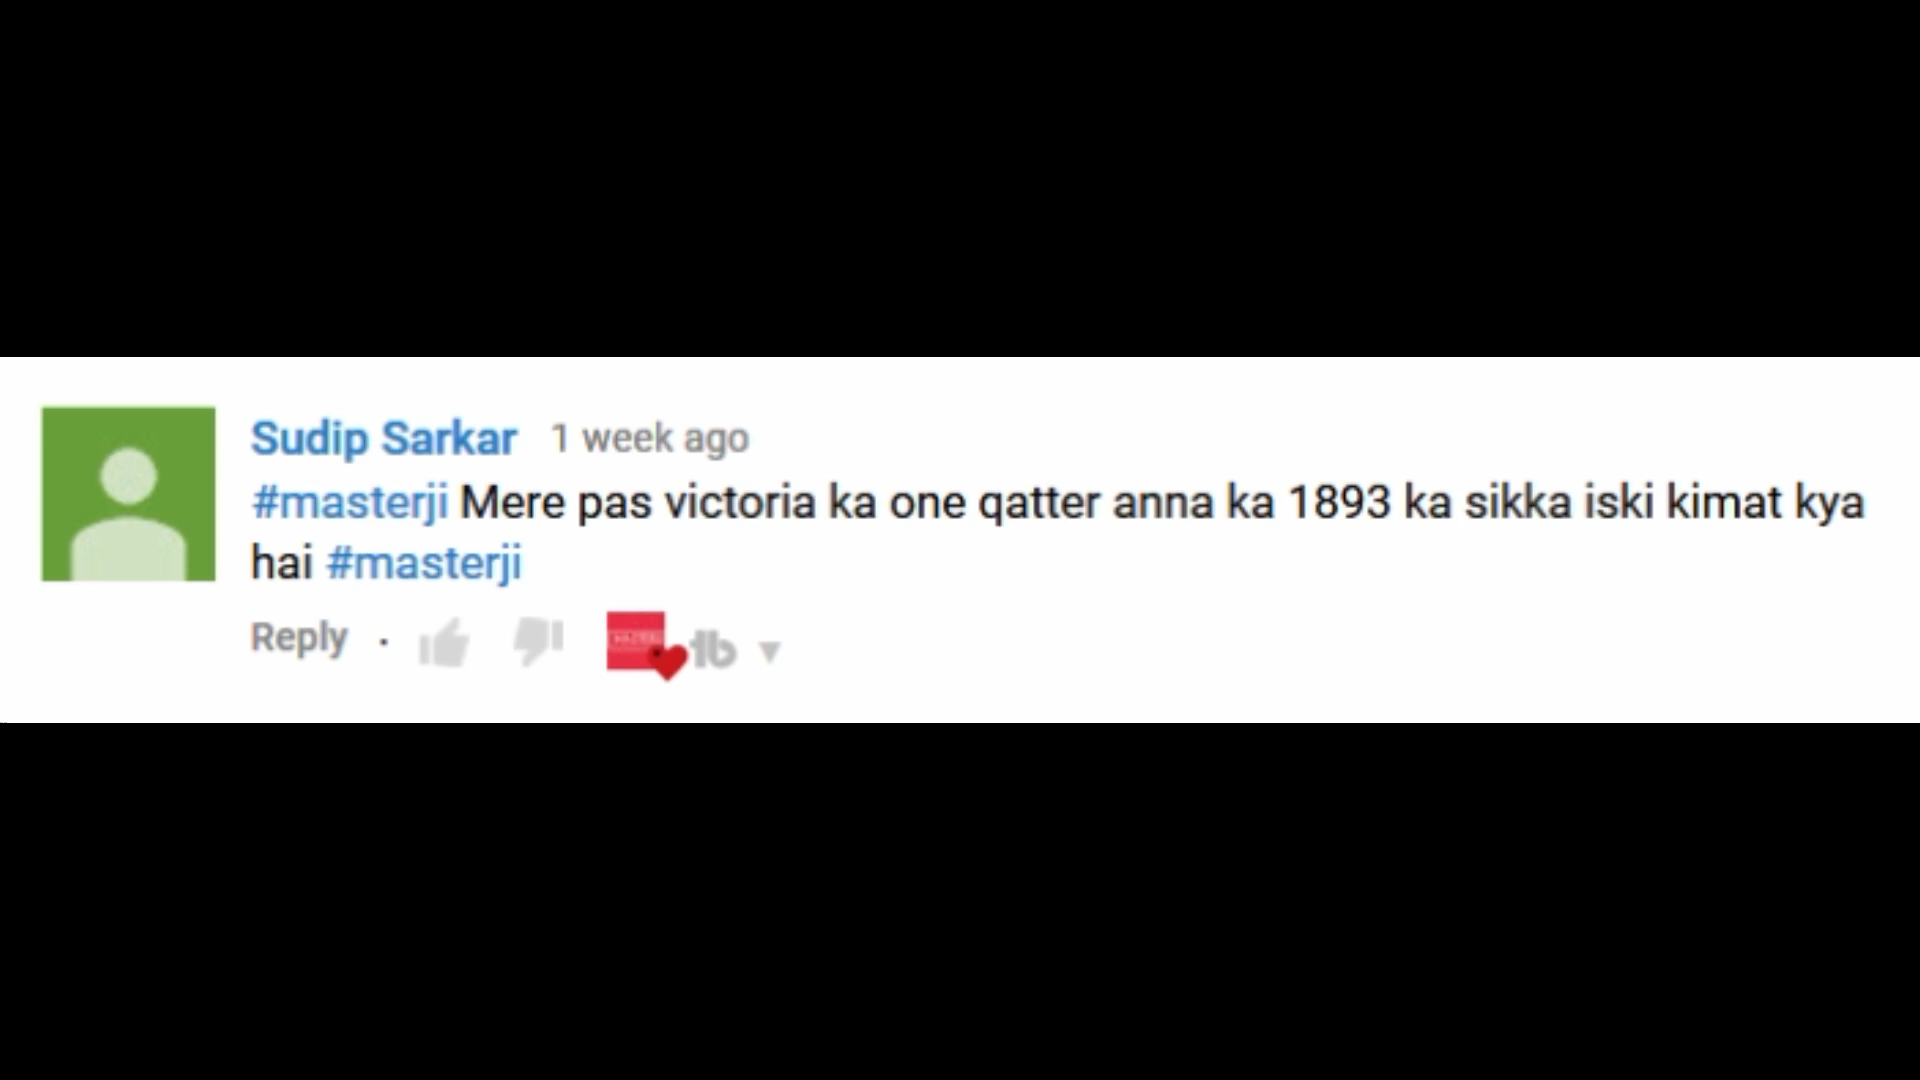 Sudip Sarkar 1 week ago
#masterji Mere pas victoria ka one qatter anna ka 1893 ka sikka iski kimat kya
hai #masterji
Reply ·